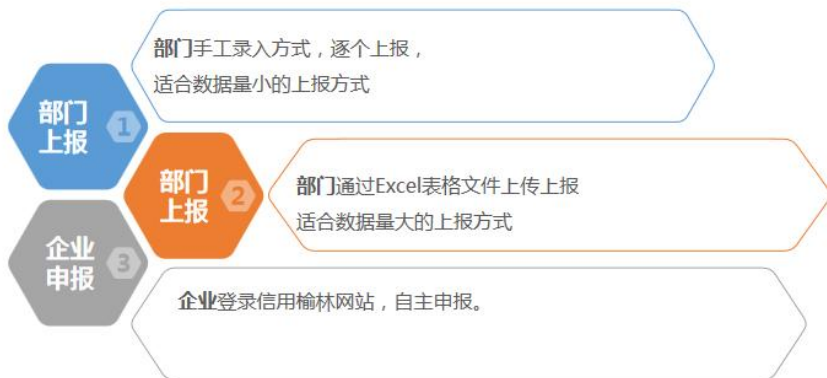 部门手工录入方式，逐个上报，
适合数据量小的上报方式
部门
上报
1
部门通过Excel表格文件上传上报
适合数据量大的上报方式
部门
上报
2
企业登录信用榆林网站，自主申报。
企业
申报
3